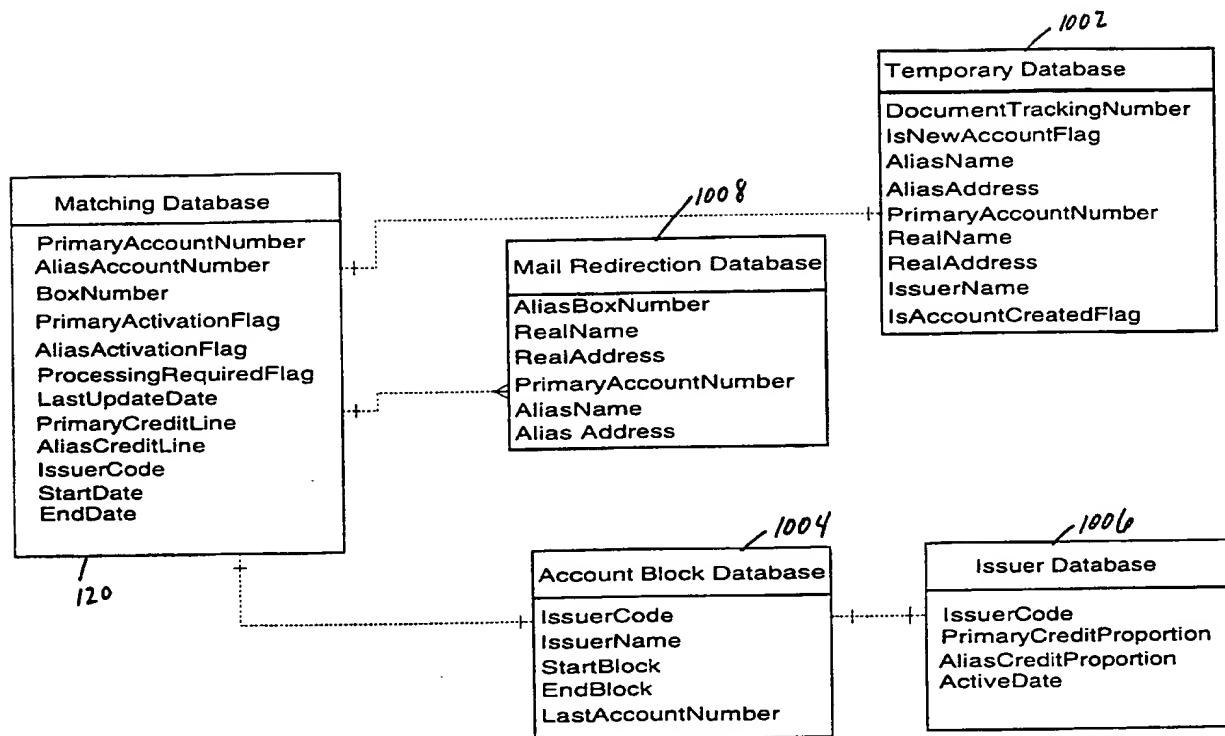 1002
Temporary Database
DocumentTrackingNumber
IsNewAccountFlag
AliasName
AliasAddress
PrimaryAccountNumber
RealName
RealAddress
IssuerName
IsAccountCreatedFlag
Matching Database
PrimaryAccountNumber
AliasAccountNumber
BoxNumber
PrimaryActivationFlag
AliasActivationFlag
ProcessingRequiredFlag
LastUpdateDate
PrimaryCreditLine
AliasCreditLine
IssuerCode
StartDate
EndDate
120
1008
Mail Redirection Database
AliasBoxNumber
RealName
RealAddress
PrimaryAccountNumber
AliasName
Alias Address
1004
Account Block Database
IssuerCode
IssuerName
StartBlock
EndBlock
LastAccountNumber
1006
Issuer Database
IssuerCode
PrimaryCreditProportion
AliasCreditProportion
ActiveDate